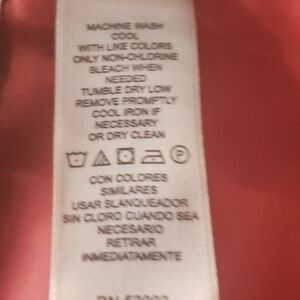 MACHINE WASH
COOL
WITH LIKE COLORS
ONLY NON-CHLORINE
BLEACH WHEN
NEEDED
TUMBLE DRY LOW
REMOVE PROMPTLY
COOL IRON IF
NECESSARY
OR DRY CLEAN
P
CON COLORES
SIMILARES
USAR BLANQUEADOR
SIN CLORO CUANDO SEA
NECESARIO
RETIRAR
INMEDIATAMENTE